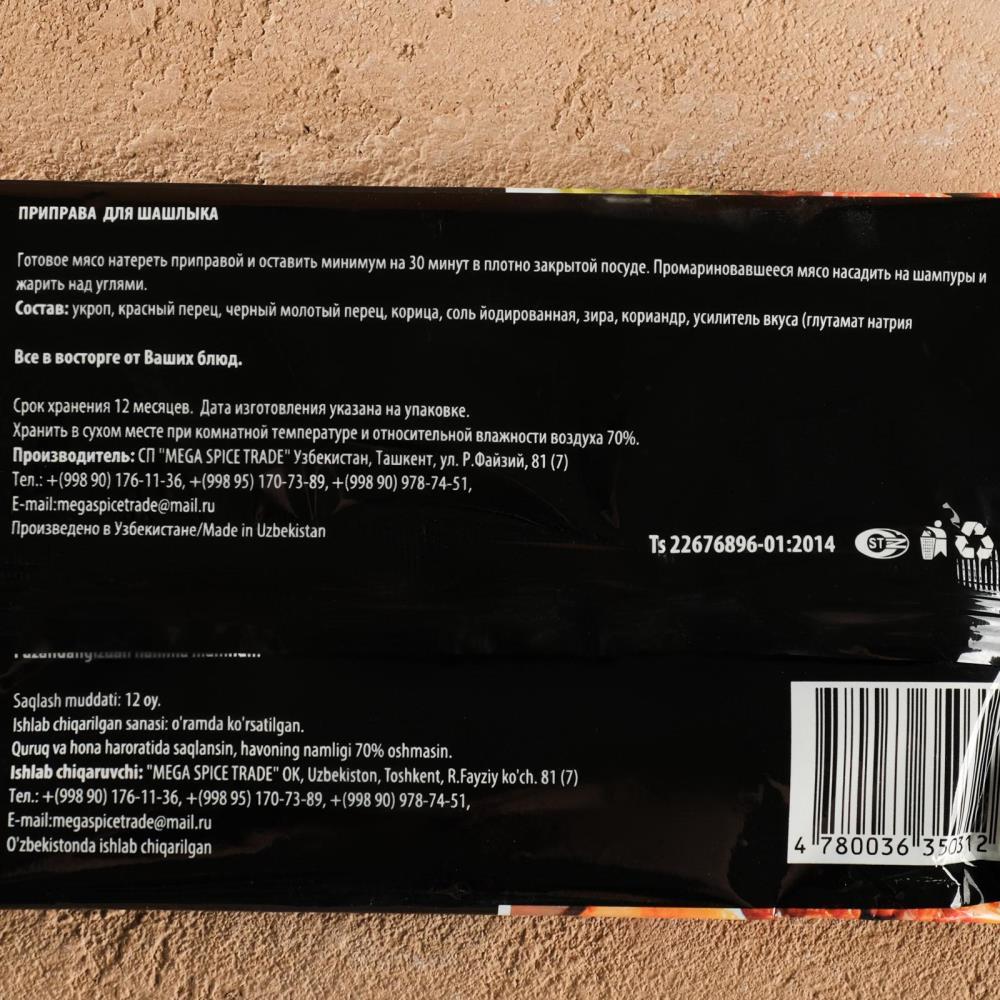 ПРИПРАВА ДЛЯ ШАШЛЫКА
Готовое мясо натереть приправой и оставить минимум на 30 минут в плотно закрытой посуде. Промариновавшееся мясо насадить на шампуры и
жарить над углями.
Состав: укроп, красный перец, черный молотый перец, корица, соль йодированная, зира, кориандр, усилитель вкуса (глутамат натрия
Все в восторге от Ваших блюд.
Срок хранения 12 месяцев. Дата изготовления указана на упаковке.
Хранить в сухом месте при комнатной температуре и относительной влажности воздуха 70%.
Производитель: СП "MEGA SPICE TRADE" Узбекистан, Ташкент, ул. Р.Файзий, 81 (7)
Тел.: +(998 90) 176-11-36, +(998 95) 170-73-89, +(998 90) 978-74-51,
E-mail:megaspicetrade@mail.ru
Произведено в Узбекистане/Made in Uzbekistan
Ts 22676896-01:2014
Saqlash muddati: 12 oy.
Ishlab chiqarilgan sanasi: o'ramda ko'rsatilgan.
Quruq va hona haroratida saqlansin, havoning namligi 70% oshmasin.
Ishlab chiqaruvchi: "MEGA SPICE TRADE" OK, Uzbekiston, Toshkent, R.Fayziy ko'ch. 81 (7)
Тел.: +(998 90) 176-11-36, +(998 95) 170-73-89, +(998 90) 978-74-51,
E-mail:megaspicetrade@mail.ru
O'zbekistonda ishlab chiqarilgan
4 780036 350312